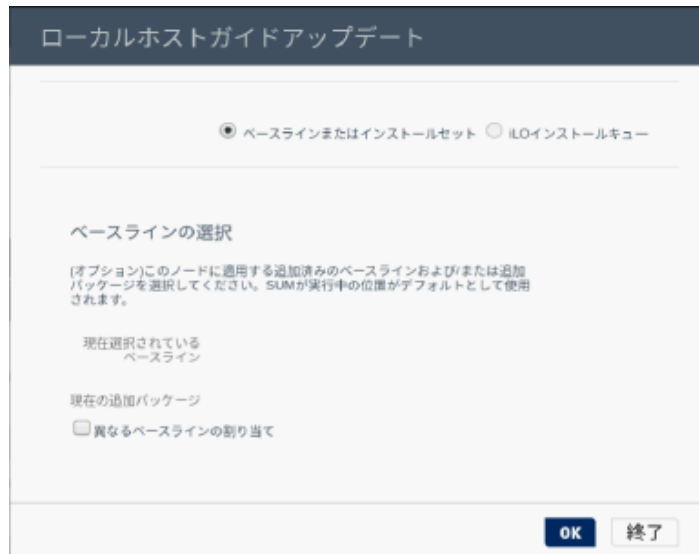 ローカルホストガイドアップデート
ベースラインまたはインストールセット iLOインストールキュー
ベースラインの選択
(オプション)このノードに適用する追加済みのベースラインおよび/または追加
パッケージを選択してください。SUMが実行中の位置がデフォルトとして使用
されます。
現在選択されている
ベースライン
現在の追加パッケージ
異なるベースラインの割り当て
OK 終了